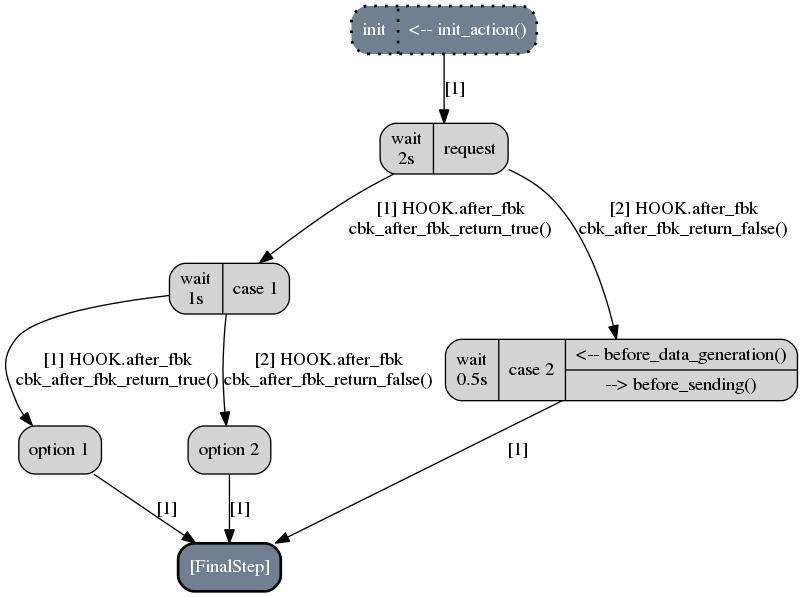 init
<-- init_action()
[1]
wait
2s
request
[1] HOOK.after_fbk
cbk_after_fbk_return_true()
[2] HOOK.after_fbk
cbk_after_fbk_return_false()
wait
1s
case 1
wait
0.5s
case 2
<-- before_data_generation()
--> before_sending()
[1] HOOK.after_fbk
cbk_after_fbk_return_true()
[2] HOOK.after_fbk
cbk_after_fbk_return_false()
option 1
option 2
[1]
[1]
[1]
[FinalStep]